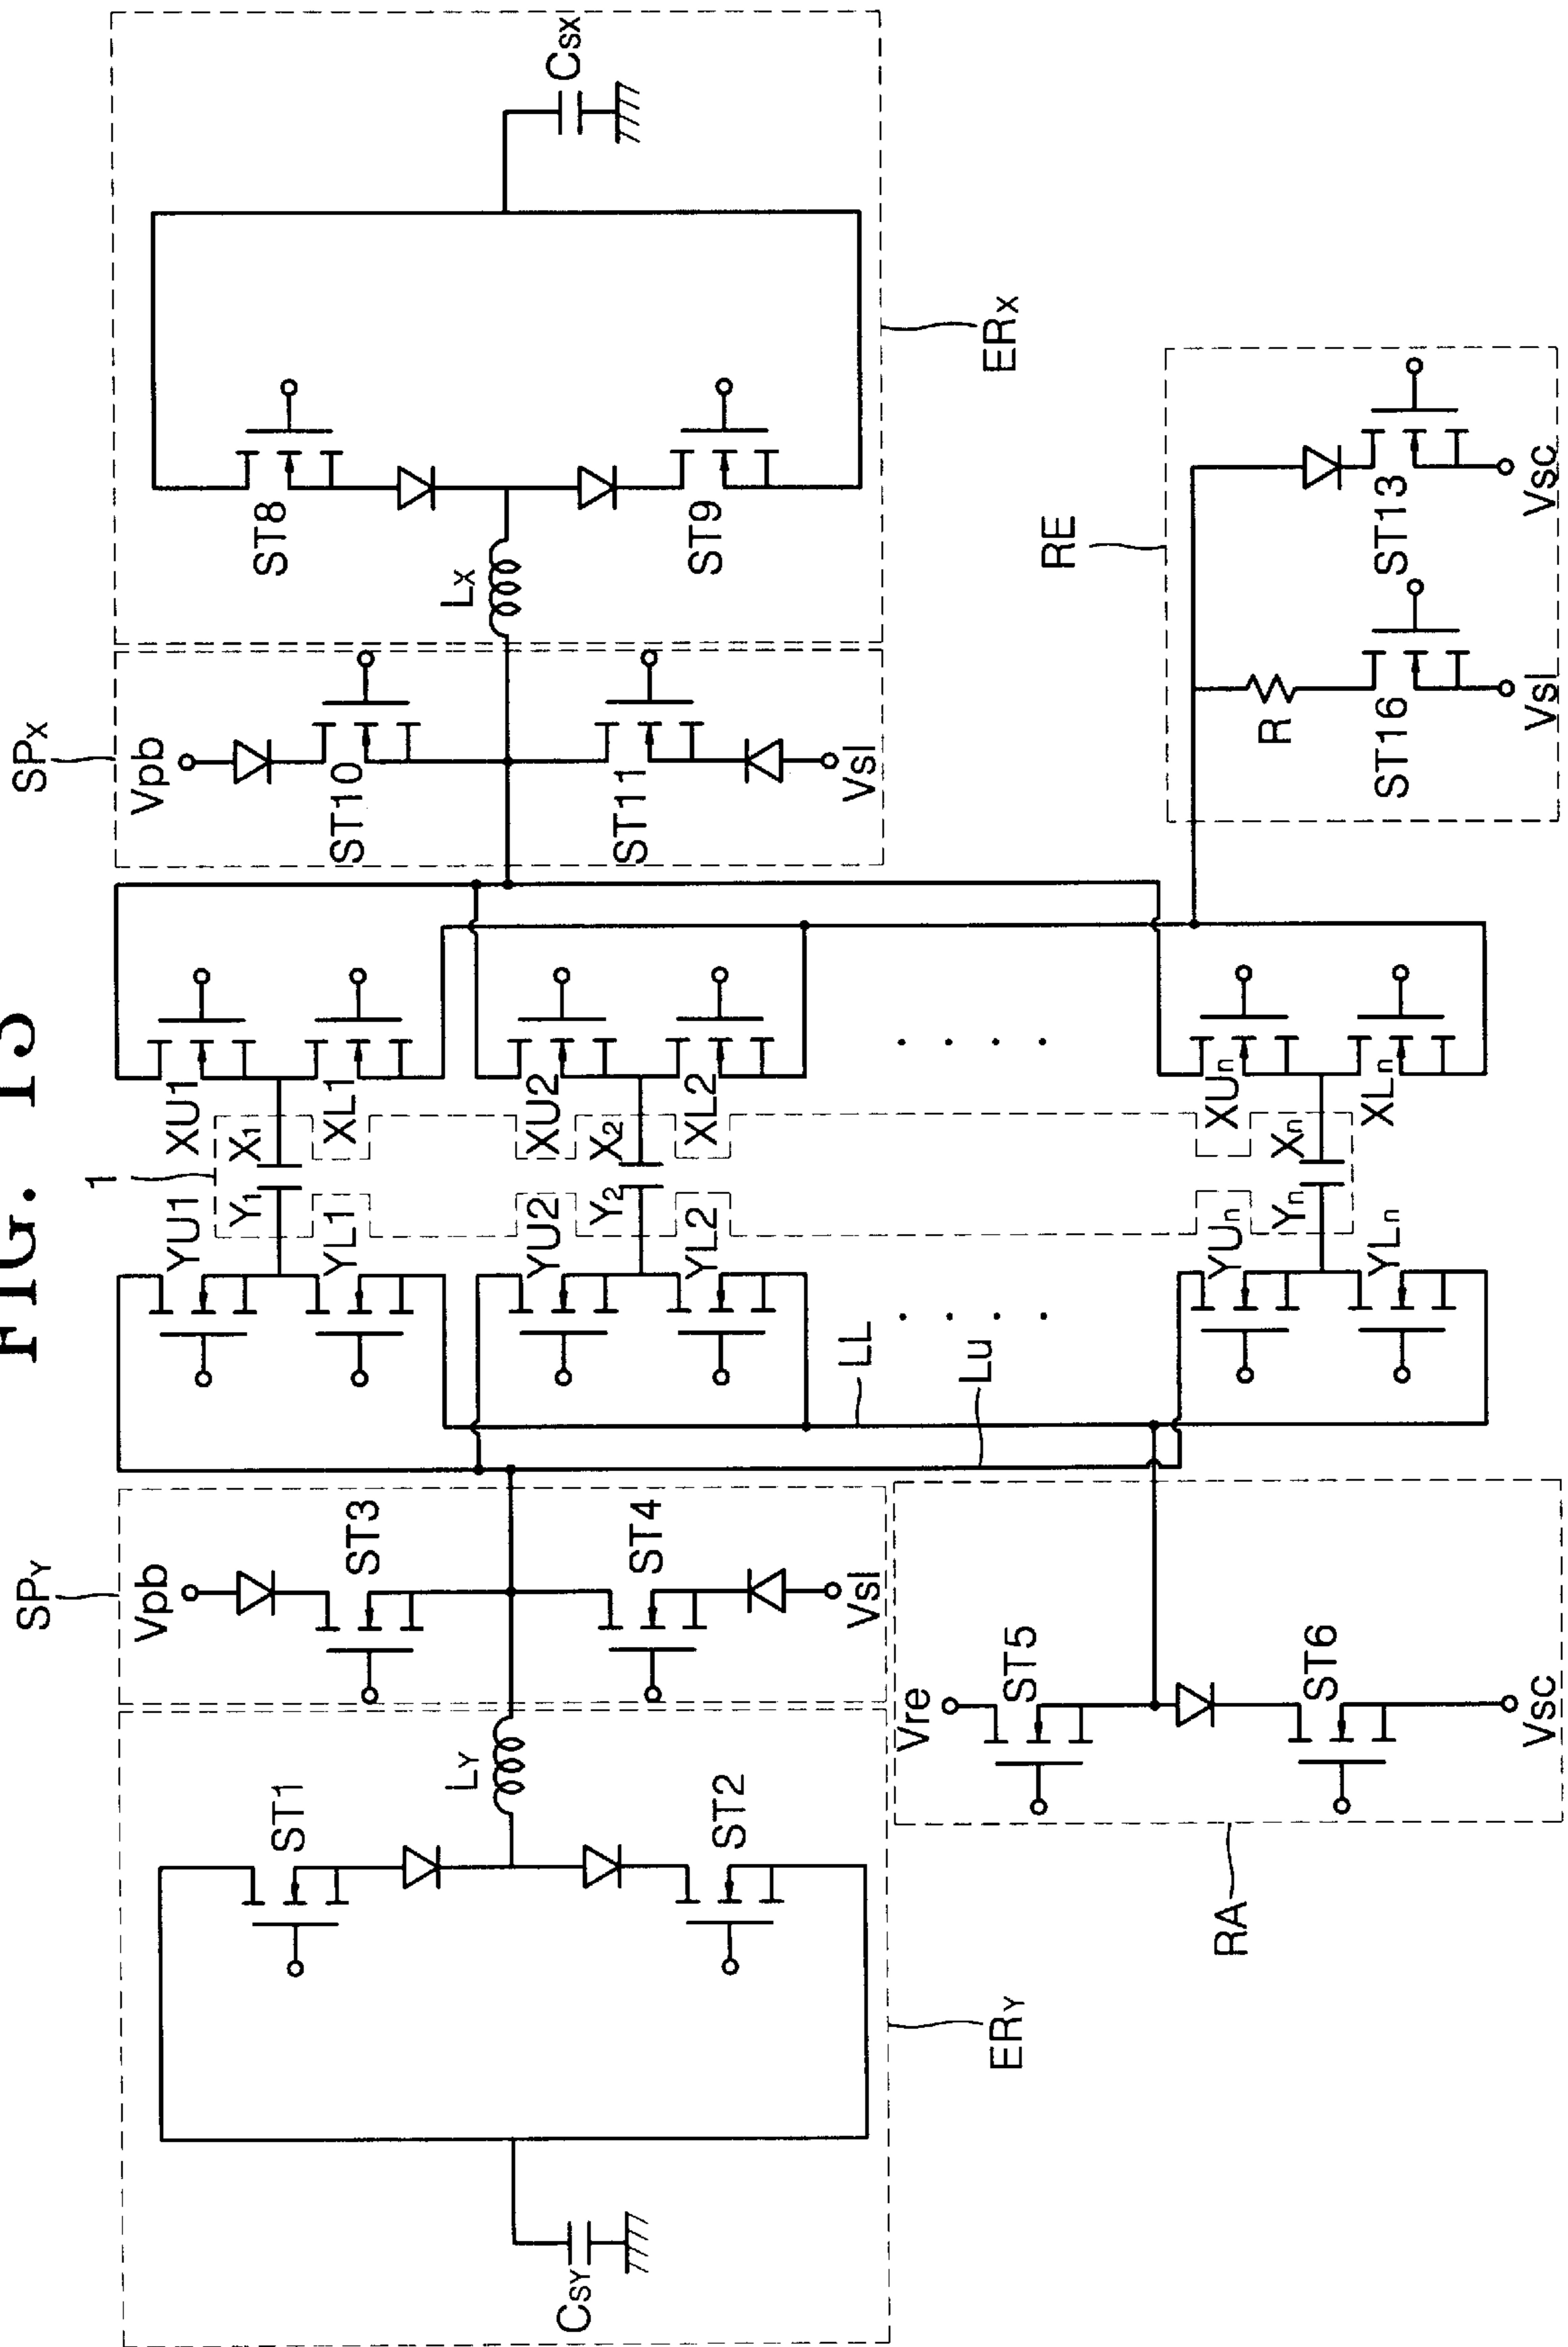 FIG.
SPY
SPX
Vpb
ST3
YU1
1
XU1
Vpb
ST10
ST1
Y1
X1
ST8
CSX
YL1
XL1
LY
LX
ST4
YU2
XU2
ST11
CSY
Y2
X2
ST2
YL2
XL2
ST9
Vsl
Vsl
LL
Lu
ERY
ERX
Vre
ST5
RE
RA
YUn
XUn
R
Yn
Xn
ST6
YLn
XLn
ST16
ST13
Vsc
Vsl
Vsc